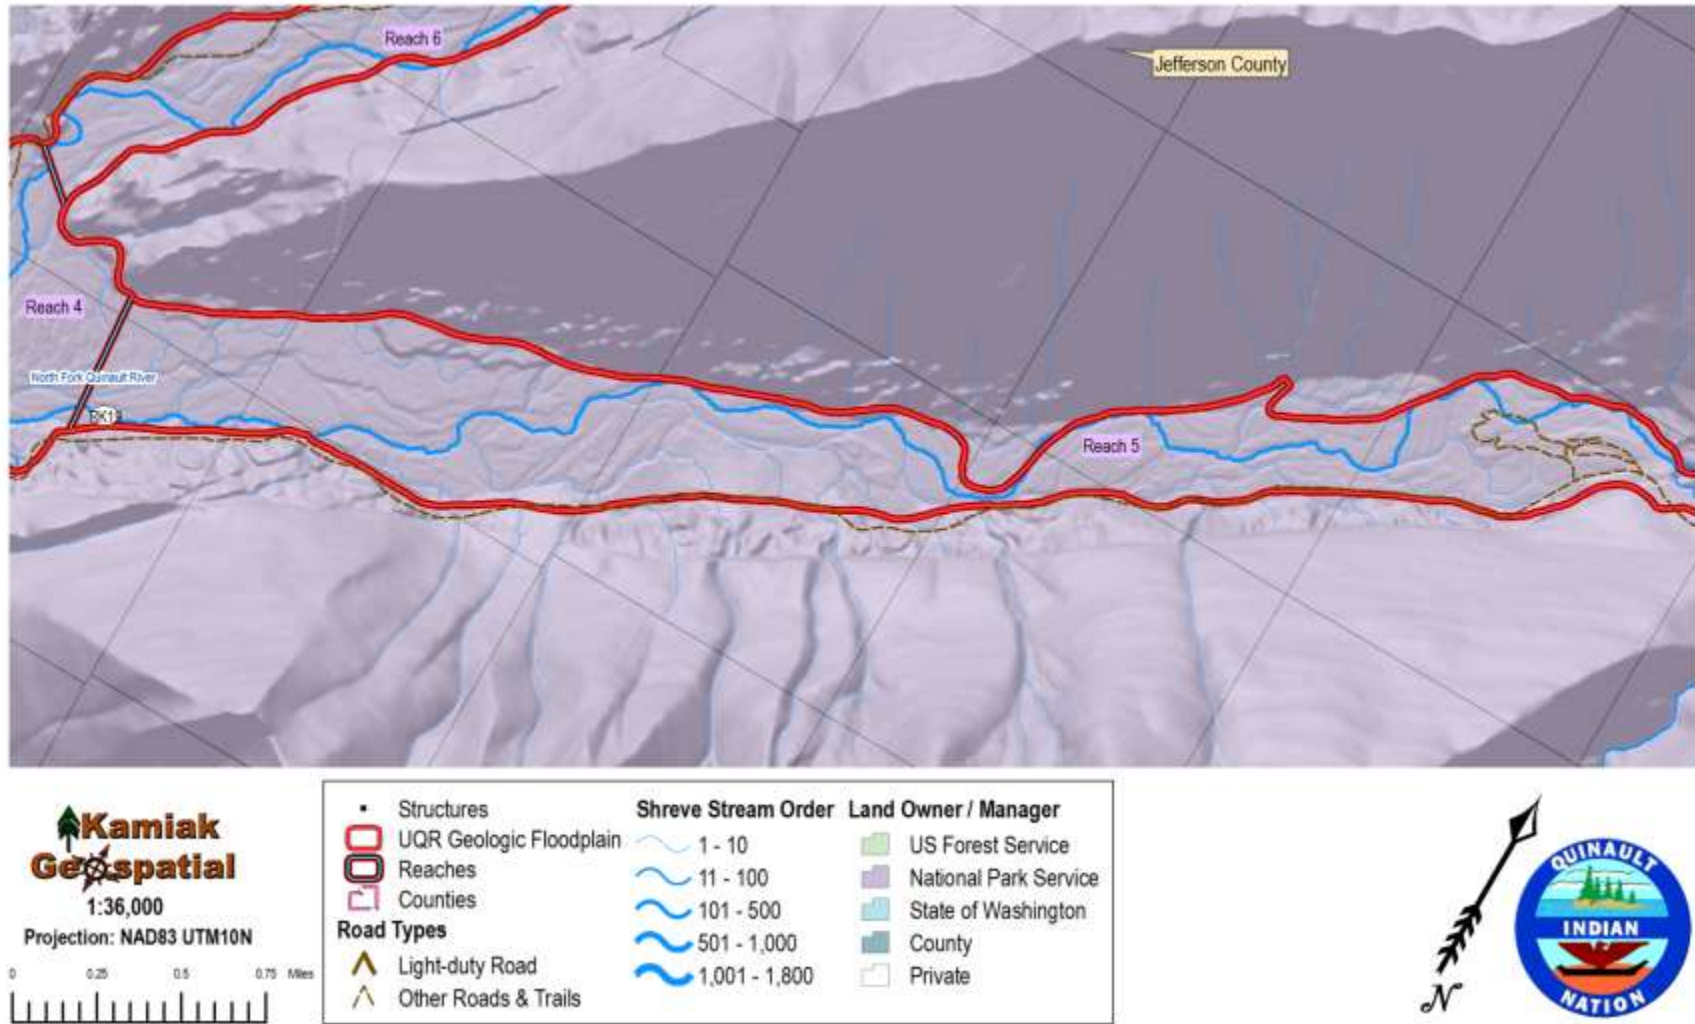 Reach 6
Jefferson County
Reach 4
North Fork Quinault River
Reach 5
Kamiak
Geospatial
1:36,000
Projection: NAD83 UTM10N
0 0.25 0.5 0.75 Miles
Structures
UQR Geologic Floodplain
Reaches
Counties
Road Types
Light-duty Road
Other Roads & Trails
Shreve Stream Order
1 - 10
11 - 100
101 - 500
501 - 1,000
1,001 - 1,800
Land Owner / Manager
US Forest Service
National Park Service
State of Washington
County
Private
N
QUINAULT
INDIAN
NATION